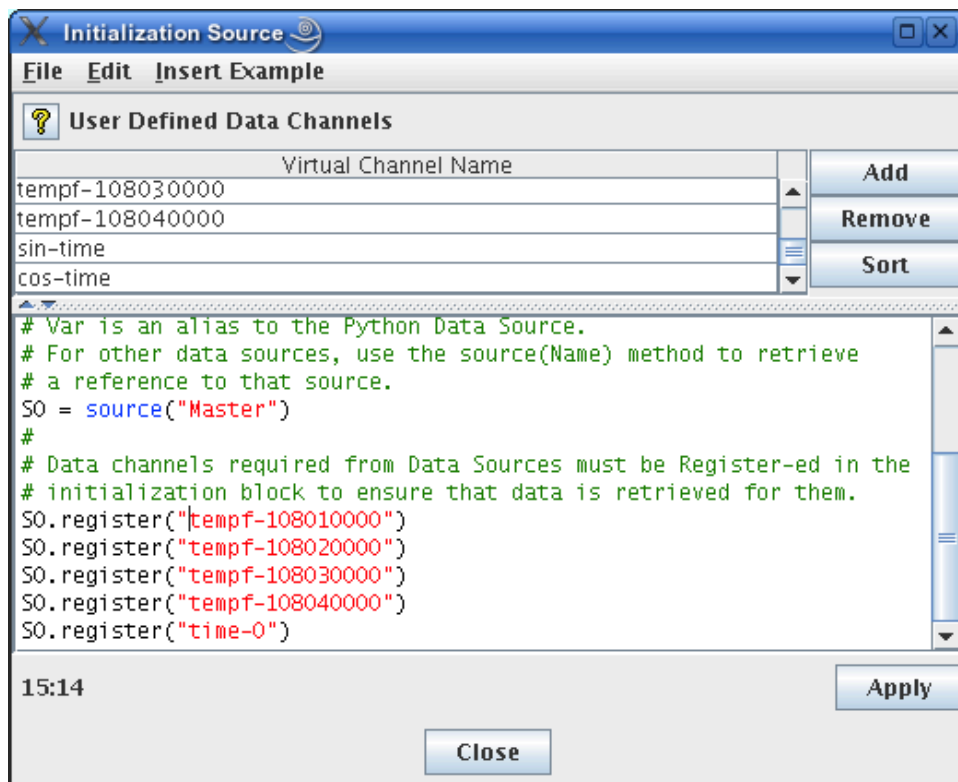 Initialization Source
File Edit Insert Example
? User Defined Data Channels
Virtual Channel Name
tempf-108030000
tempf-108040000
sin-time
cos-time
Add
Remove
Sort
# Var is an alias to the Python Data Source.
# For other data sources, use the source(Name) method to retrieve
# a reference to that source.
S0 = source("Master")
#
# Data channels required from Data Sources must be Register-ed in the
# initialization block to ensure that data is retrieved for them.
S0.register("tempf-108010000")
S0.register("tempf-108020000")
S0.register("tempf-108030000")
S0.register("tempf-108040000")
S0.register("time-0")
15:14
Apply
Close